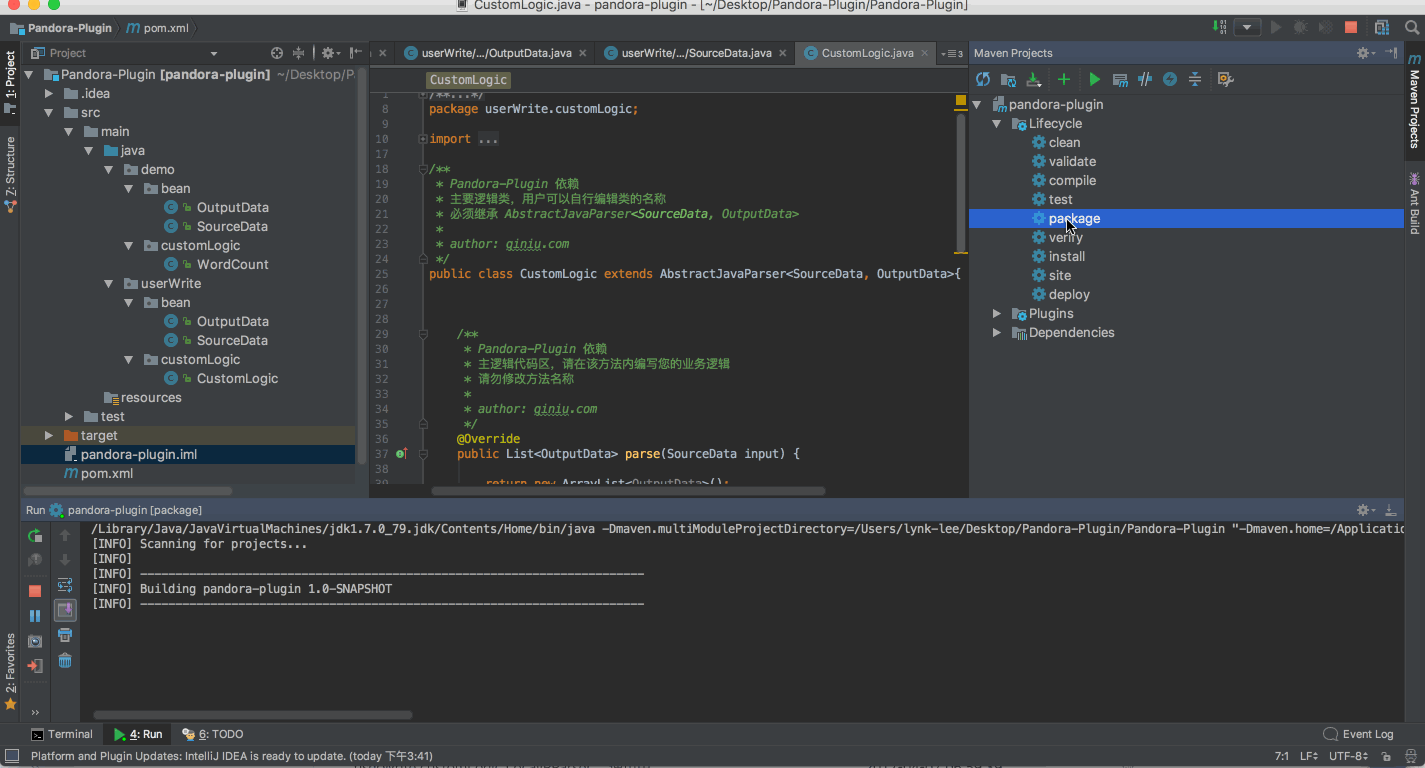 CustomLogic.java - pandora-plugin - [~/Desktop/Pandora-Plugin/Pandora-Plugin]
Pandora-Plugin
m pom.xml
1: Project
Z: Structure
2: Favorites
Project
Pandora-Plugin [pandora-plugin] ~/Desktop/P
.idea
src
main
java
demo
bean
OutputData
SourceData
customLogic
WordCount
userWrite
bean
OutputData
SourceData
customLogic
CustomLogic
resources
test
target
pandora-plugin.iml
m pom.xml
userWrite/.../OutputData.java
userWrite/.../SourceData.java
CustomLogic.java
3
CustomLogic
1 /**...*/
8 package userWrite.customLogic;
9
10 import ...
17
18 /**
19 * Pandora-Plugin 依赖
20 * 主要逻辑类，用户可以自行编辑类的名称
21 * 必须继承 AbstractJavaParser<SourceData, OutputData>
22 *
23 * author: qiniu.com
24 */
25 public class CustomLogic extends AbstractJavaParser<SourceData, OutputData>{
26
27
28
29 /**
30 * Pandora-Plugin 依赖
31 * 主逻辑代码区，请在该方法内编写您的业务逻辑
32 * 请勿修改方法名称
33 *
34 * author: qiniu.com
35 */
36 @Override
37 public List<OutputData> parse(SourceData input) {
38
39 return new ArrayList<OutputData>();
Maven Projects
pandora-plugin
Lifecycle
clean
validate
compile
test
package
verify
install
site
deploy
Plugins
Dependencies
m Maven Projects
Ant Build
Run pandora-plugin [package]
/Library/Java/JavaVirtualMachines/jdk1.7.0_79.jdk/Contents/Home/bin/java -Dmaven.multiModuleProjectDirectory=/Users/lynk-lee/Desktop/Pandora-Plugin/Pandora-Plugin "-Dmaven.home=/Applicatio
[INFO] Scanning for projects...
[INFO]
[INFO] ------------------------------------------------------------------------
[INFO] Building pandora-plugin 1.0-SNAPSHOT
[INFO] ------------------------------------------------------------------------
Terminal
4: Run
6: TODO
Event Log
Platform and Plugin Updates: IntelliJ IDEA is ready to update. (today 下午3:41)
7:1
LF
UTF-8